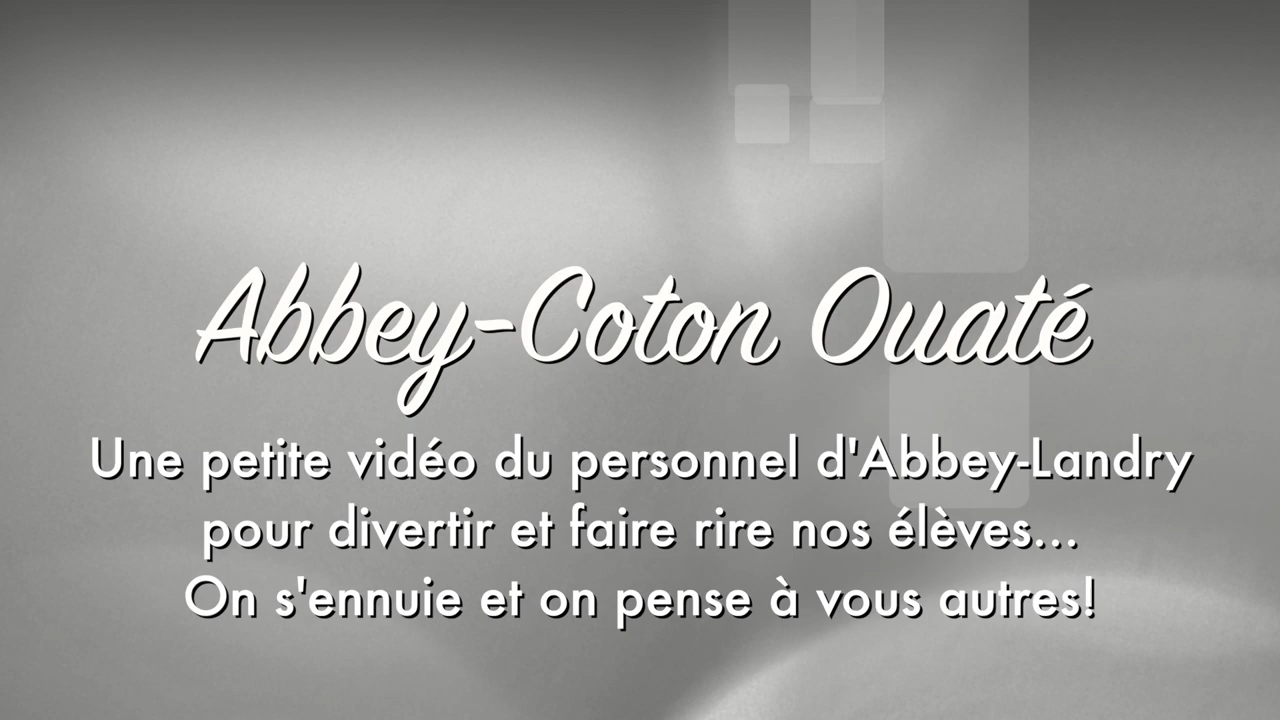 Abbey-Coton Ouaté
Une petite vidéo du personnel d'Abbey-Landry
pour divertir et faire rire nos élèves...
On s'ennuie et on pense à vous autres!